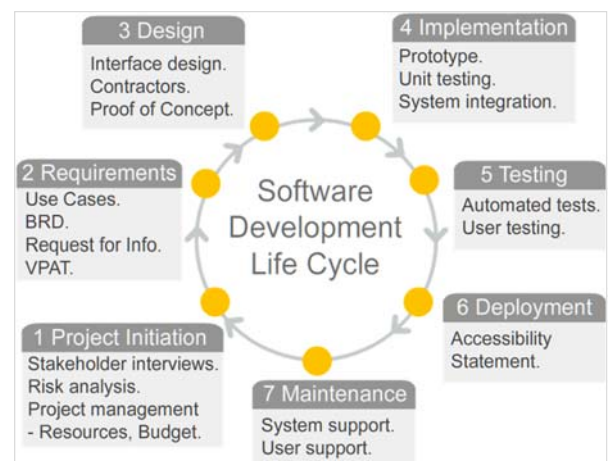 3 Design
Interface design.
Contractors.
Proof of Concept.
4 Implementation
Prototype.
Unit testing.
System integration.
2 Requirements
Use Cases.
BRD.
Request for Info.
VPAT.
Software
Development
Life Cycle
5 Testing
Automated tests.
User testing.
1 Project Initiation
Stakeholder interviews.
Risk analysis.
Project management
- Resources, Budget.
6 Deployment
Accessibility
Statement.
7 Maintenance
System support.
User support.